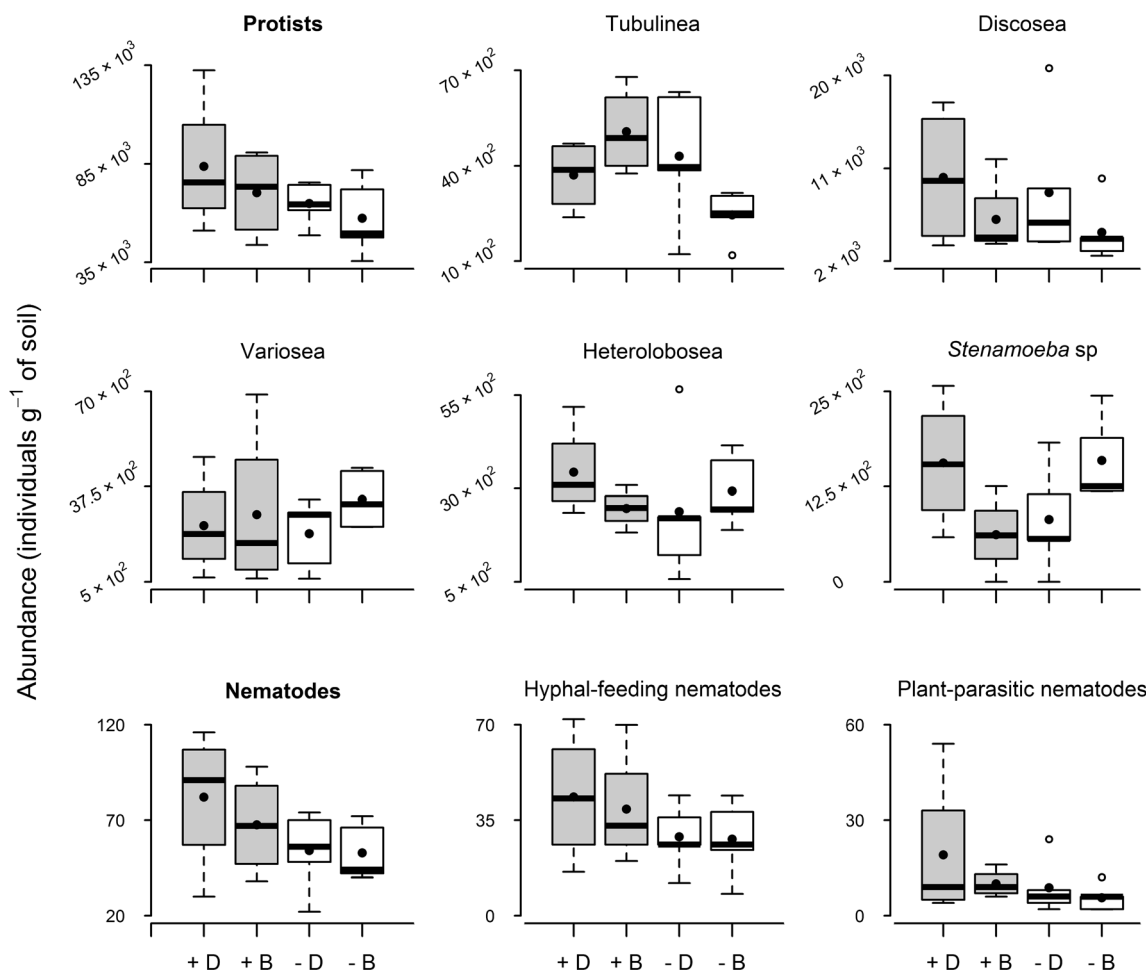 Protists
Tubulinea
Discosea
135 × 10³
85 × 10³
35 × 10³
70 × 10²
40 × 10²
10 × 10²
20 × 10³
11 × 10³
2 × 10³
Abundance (individuals g⁻¹ of soil)
Variosea
Heterolobosea
Stenamoeba sp
70 × 10²
37.5 × 10²
5 × 10²
55 × 10²
30 × 10²
5 × 10²
25 × 10²
12.5 × 10²
0
Nematodes
Hyphal-feeding nematodes
Plant-parasitic nematodes
120
70
20
70
35
0
60
30
0
+ D + B - D - B
+ D + B - D - B
+ D + B - D - B